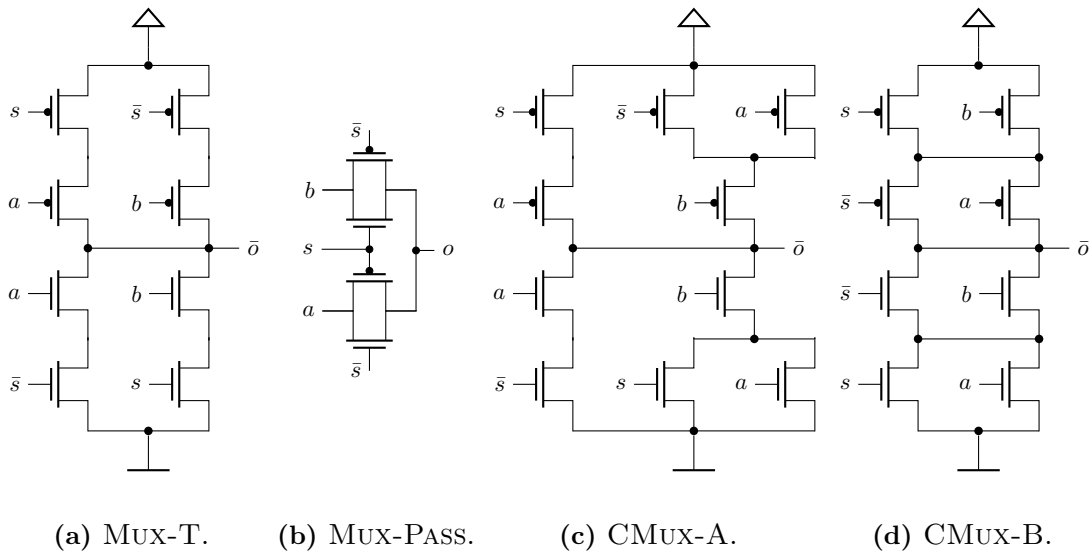 s
s̄
a
b
ō
a
b
s̄
s
(a) MUX-T.
s̄
b
s
o
a
s̄
(b) MUX-PASS.
s
s̄
a
a
b
ō
a
b
s̄
s
a
(c) CMUX-A.
s
b
s̄
a
ō
s̄
b
s
a
(d) CMUX-B.